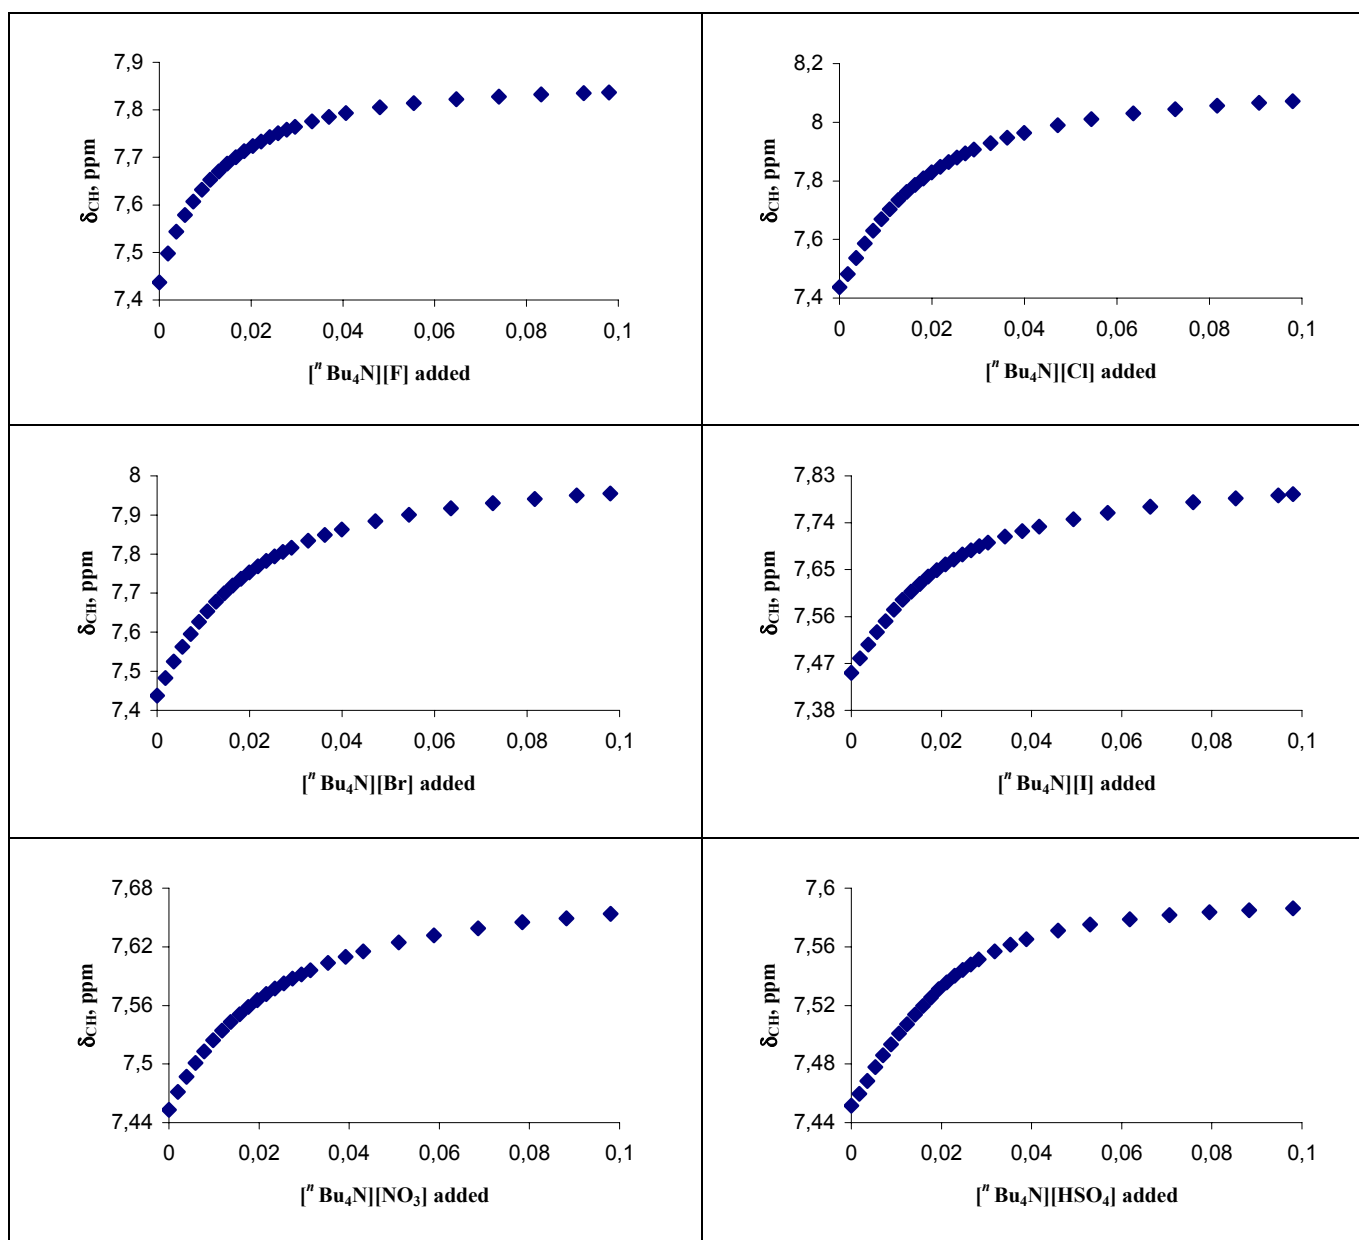 7,9
7,8
7,7
7,6
7,5
7,4
δCH, ppm
0 0,02 0,04 0,06 0,08 0,1
[n Bu4N][F] added
8,2
8
7,8
7,6
7,4
δCH, ppm
0 0,02 0,04 0,06 0,08 0,1
[n Bu4N][Cl] added
8
7,9
7,8
7,7
7,6
7,5
7,4
δCH, ppm
0 0,02 0,04 0,06 0,08 0,1
[n Bu4N][Br] added
7,83
7,74
7,65
7,56
7,47
7,38
δCH, ppm
0 0,02 0,04 0,06 0,08 0,1
[n Bu4N][I] added
7,68
7,62
7,56
7,5
7,44
δCH, ppm
0 0,02 0,04 0,06 0,08 0,1
[n Bu4N][NO3] added
7,6
7,56
7,52
7,48
7,44
δCH, ppm
0 0,02 0,04 0,06 0,08 0,1
[n Bu4N][HSO4] added